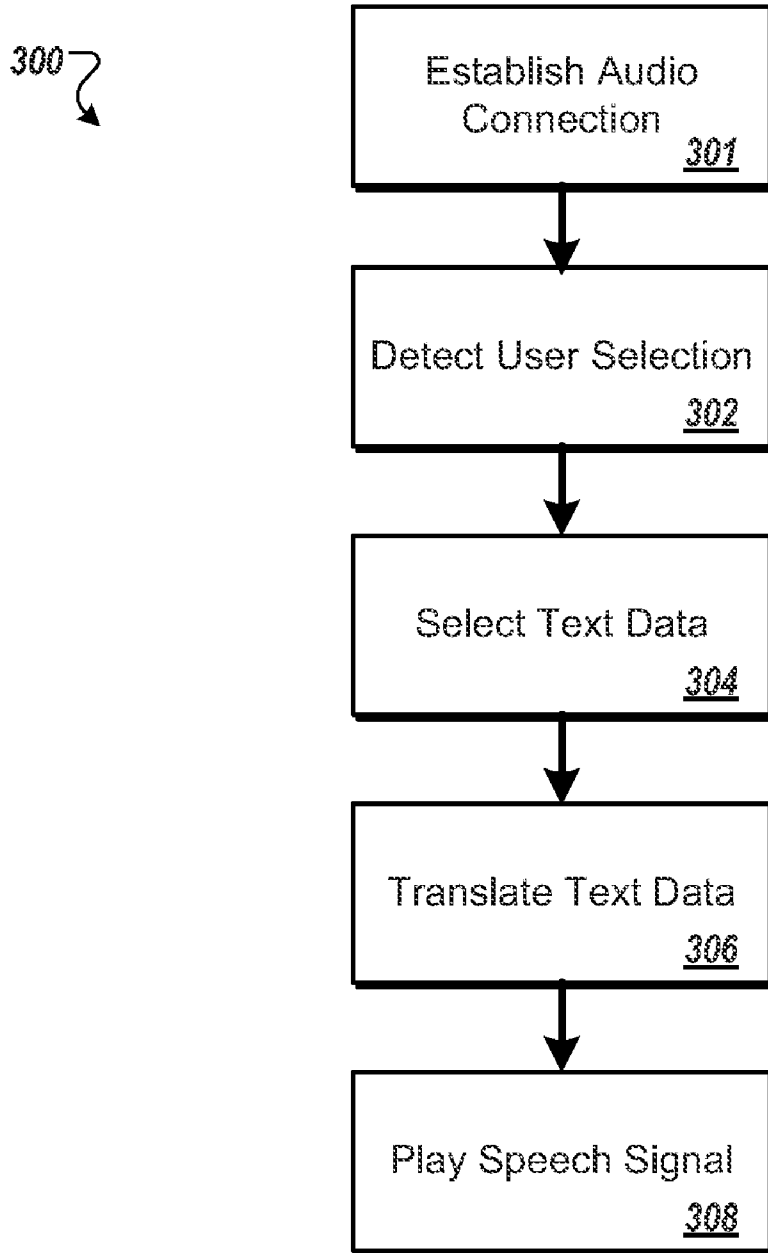 300
Establish Audio
Connection
301
Detect User Selection
302
Select Text Data
304
Translate Text Data
306
Play Speech Signal
308